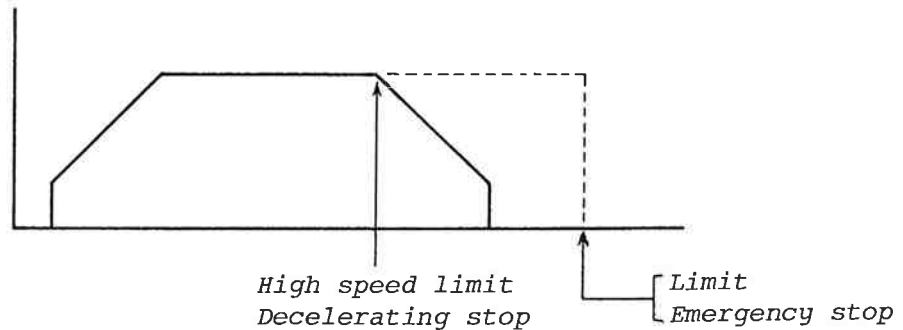 High speed limit
Decelerating stop
Limit
Emergency stop